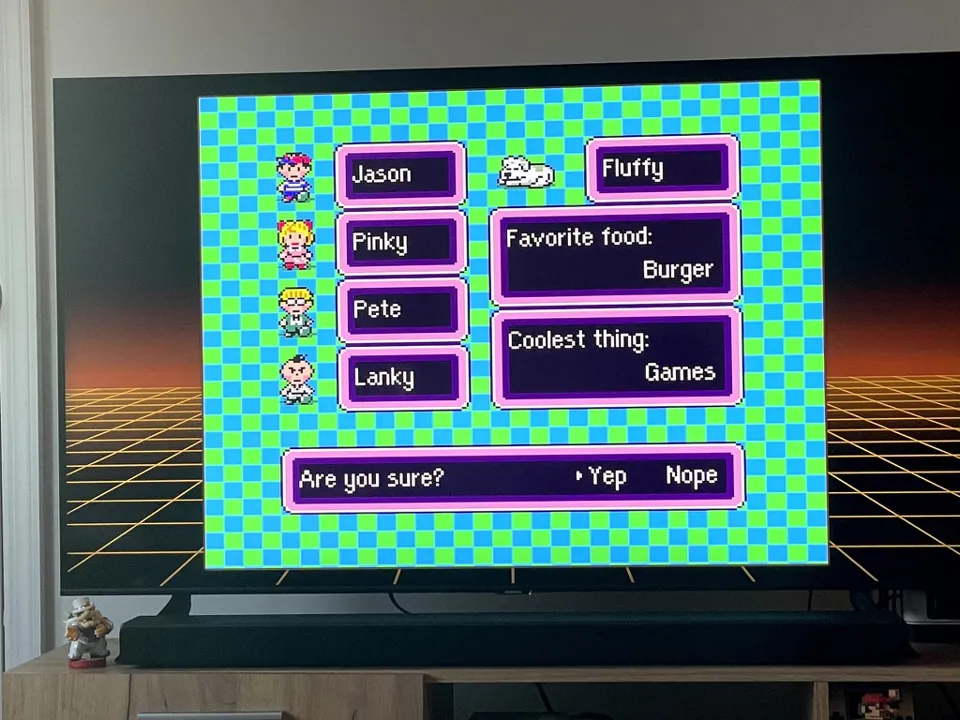 Jason
Pinky
Pete
Lanky
Fluffy
Favorite food:
Burger
Coolest thing:
Games
Are you sure? Yep Nope